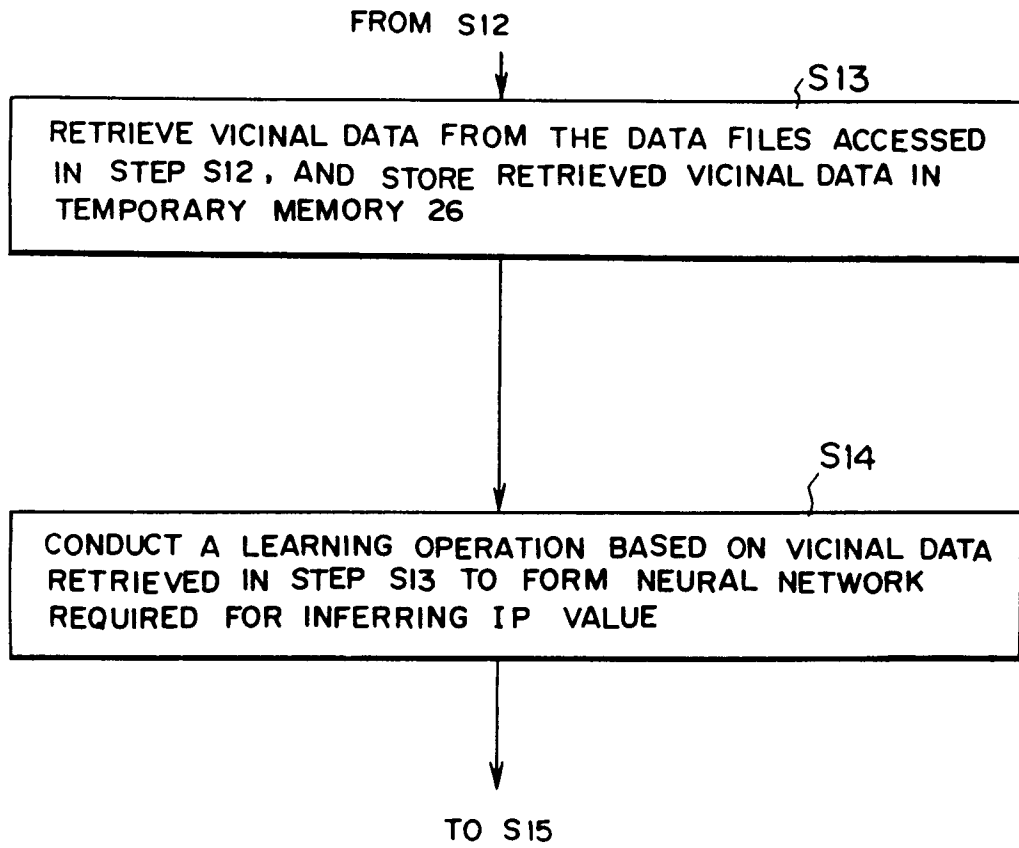 FROM S12
S13
RETRIEVE VICINAL DATA FROM THE DATA FILES ACCESSED
IN STEP S12, AND STORE RETRIEVED VICINAL DATA IN
TEMPORARY MEMORY 26
S14
CONDUCT A LEARNING OPERATION BASED ON VICINAL DATA
RETRIEVED IN STEP S13 TO FORM NEURAL NETWORK
REQUIRED FOR INFERRING IP VALUE
TO S15